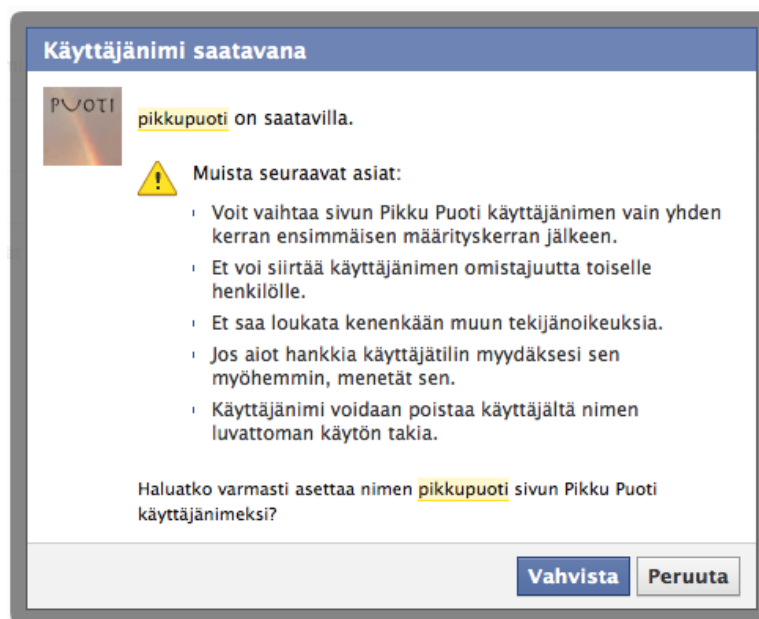 Käyttäjänimi saatavana
PUOTI
pikkupuoti on saatavilla.
Muista seuraavat asiat:
Voit vaihtaa sivun Pikku Puoti käyttäjänimen vain yhden
kerran ensimmäisen määrityskerran jälkeen.
Et voi siirtää käyttäjänimen omistajuutta toiselle
henkilölle.
Et saa loukata kenenkään muun tekijänoikeuksia.
Jos aiot hankkia käyttäjätilin myydäksesi sen
myöhemmin, menetät sen.
Käyttäjänimi voidaan poistaa käyttäjältä nimen
luvattoman käytön takia.
Haluatko varmasti asettaa nimen pikkupuoti sivun Pikku Puoti
käyttäjänimeksi?
Vahvista Peruuta